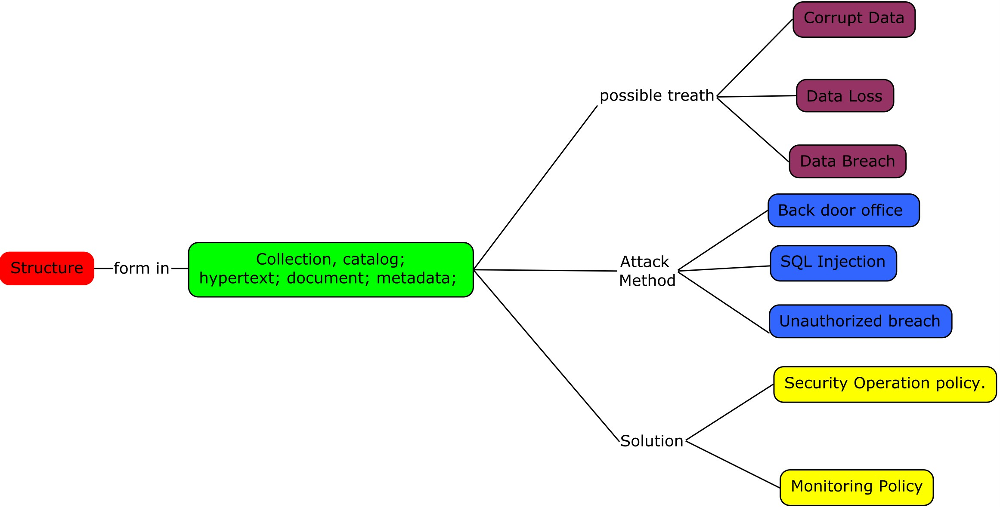 Structure
form in
Collection, catalog;
hypertext; document; metadata;
possible treath
Corrupt Data
Data Loss
Data Breach
Attack
Method
Back door office
SQL Injection
Unauthorized breach
Solution
Security Operation policy.
Monitoring Policy